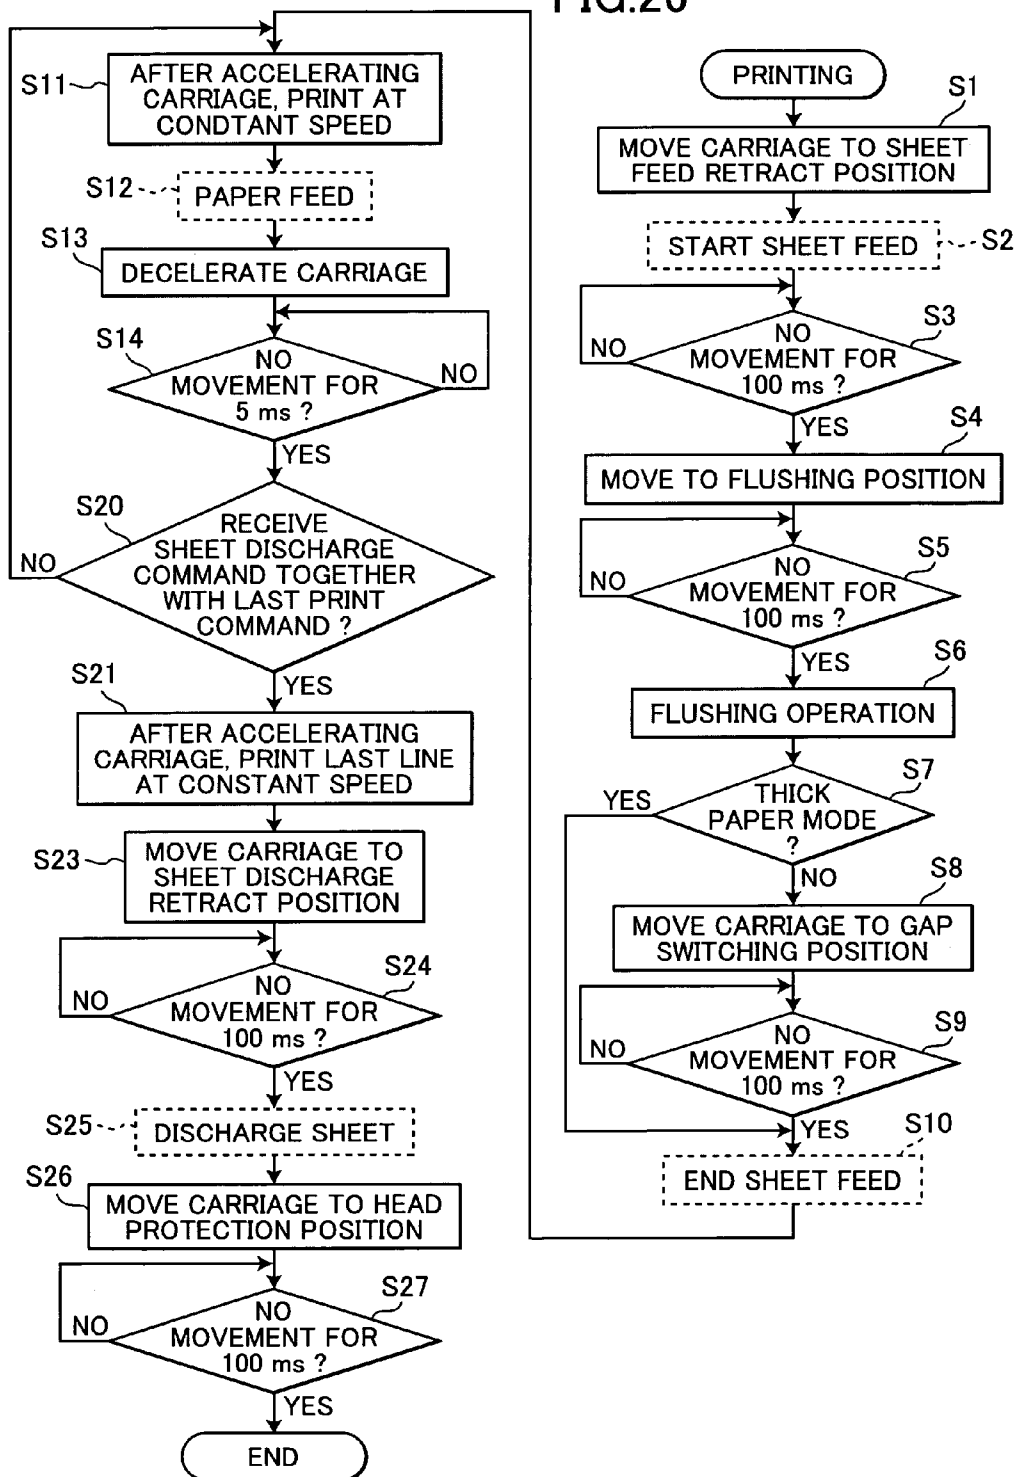 PRINTING
S1
MOVE CARRIAGE TO SHEET
FEED RETRACT POSITION
START SHEET FEED
S2
S3
NO
MOVEMENT FOR
100 ms ?
NO
YES
S4
MOVE TO FLUSHING POSITION
S5
NO
MOVEMENT FOR
100 ms ?
NO
YES
S6
FLUSHING OPERATION
S7
THICK
PAPER MODE
?
YES
NO
S8
MOVE CARRIAGE TO GAP
SWITCHING POSITION
S9
NO
MOVEMENT FOR
100 ms ?
NO
YES
S10
END SHEET FEED
S11
AFTER ACCELERATING
CARRIAGE, PRINT AT
CONDTANT SPEED
S12
PAPER FEED
S13
DECELERATE CARRIAGE
S14
NO
MOVEMENT FOR
5 ms ?
NO
YES
S20
RECEIVE
SHEET DISCHARGE
COMMAND TOGETHER
WITH LAST PRINT
COMMAND ?
NO
YES
S21
AFTER ACCELERATING
CARRIAGE, PRINT LAST LINE
AT CONSTANT SPEED
S23
MOVE CARRIAGE TO
SHEET DISCHARGE
RETRACT POSITION
S24
NO
MOVEMENT FOR
100 ms ?
NO
YES
S25
DISCHARGE SHEET
S26
MOVE CARRIAGE TO HEAD
PROTECTION POSITION
S27
NO
MOVEMENT FOR
100 ms ?
NO
YES
END